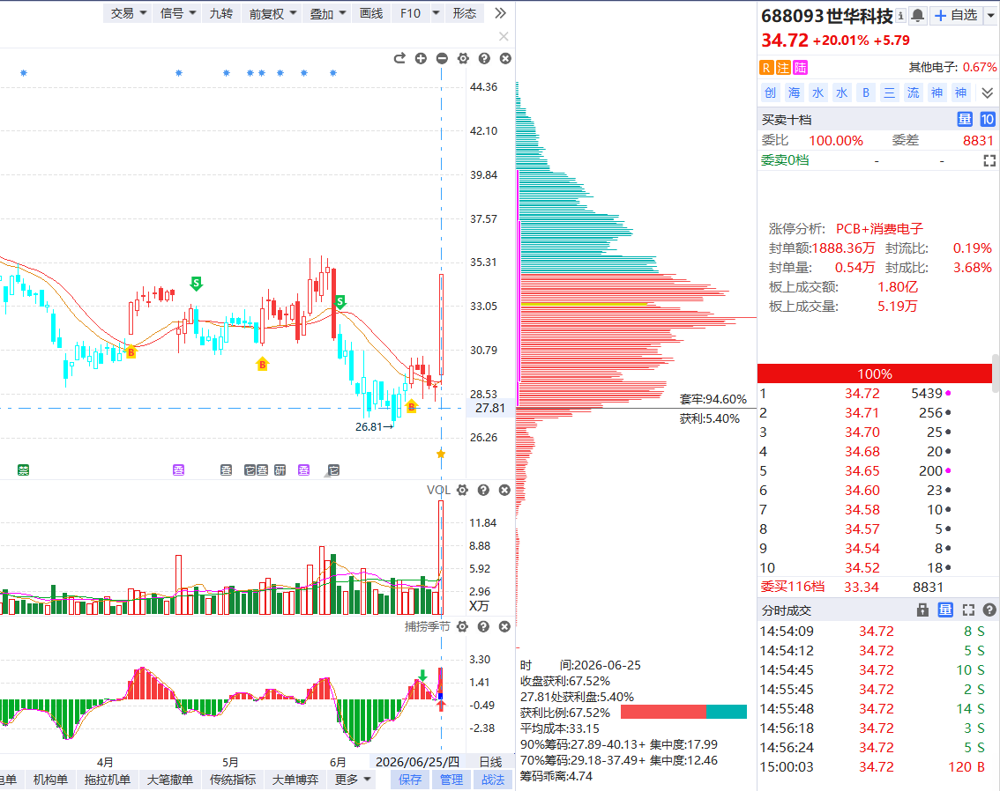 交易 信号 九转 前复权 叠加 画线 F10 形态
44.36
42.10
39.84
37.57
35.31
33.05
30.79
28.53
27.81
26.26
S
S
B
B
B
26.81→
禁 查 查 它 查 研 查 它
VOL
11.84
8.88
5.92
2.96
X万
捕捞季节
3.30
1.41
-0.49
-2.38
4月 5月 6月 2026/06/25/四 日线
单 机构单 拖拉机单 大笔撤单 传统指标 大单博弈 更多 保存 管理 战法
套牢:94.60%
获利:5.40%
时 间:2026-06-25
收盘获利:67.52%
27.81处获利盘:5.40%
获利比例:67.52%
平均成本:33.15
90%筹码:27.89-40.13+ 集中度:17.99
70%筹码:29.18-37.49+ 集中度:12.46
筹码乖离:4.74
688093 世华科技 i + 自选
34.72 +20.01% +5.79
R 注 陆 其他电子: 0.67%
创 海 水 水 B 三 流 神 神
买卖十档 量 10
委比 100.00% 委差 8831
委卖0档 - -
涨停分析: PCB+消费电子
封单额:1888.36万 封流比: 0.19%
封单量: 0.54万 封成比: 3.68%
板上成交额: 1.80亿
板上成交量: 5.19万
100%
1 34.72 5439
2 34.71 256
3 34.70 25
4 34.68 20
5 34.65 200
6 34.60 23
7 34.58 10
8 34.57 5
9 34.54 8
10 34.52 18
委买116档 33.34 8831
分时成交 量
14:54:09 34.72 8 S
14:54:12 34.72 5 S
14:54:45 34.72 10 S
14:55:45 34.72 2 S
14:55:48 34.72 14 S
14:56:18 34.72 3 S
14:56:24 34.72 5 S
15:00:03 34.72 120 B